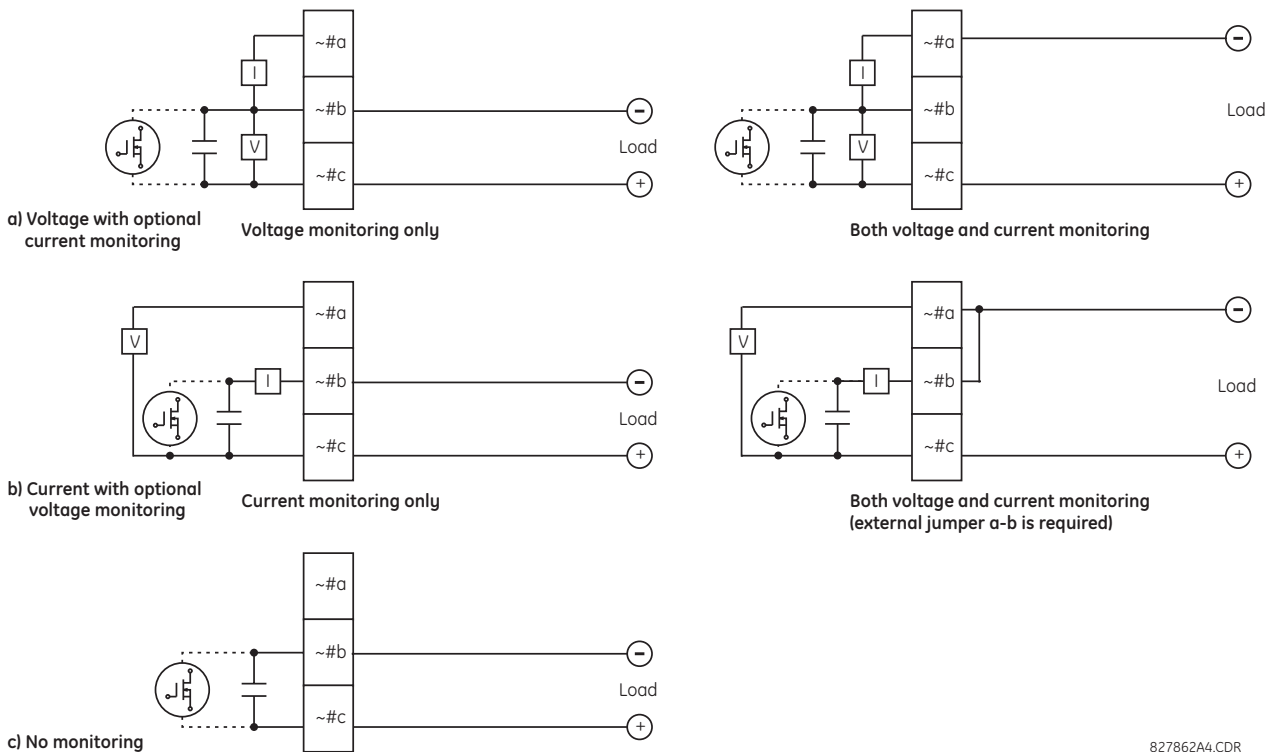 ~#a
I
~#b
−
V
Load
~#c
+
a) Voltage with optional
current monitoring
Voltage monitoring only
~#a
−
I
~#b
Load
V
~#c
+
Both voltage and current monitoring
~#a
V
I
~#b
−
Load
~#c
+
b) Current with optional
voltage monitoring
Current monitoring only
~#a
−
V
I
~#b
Load
~#c
+
Both voltage and current monitoring
(external jumper a-b is required)
~#a
~#b
−
Load
~#c
+
c) No monitoring
827862A4.CDR